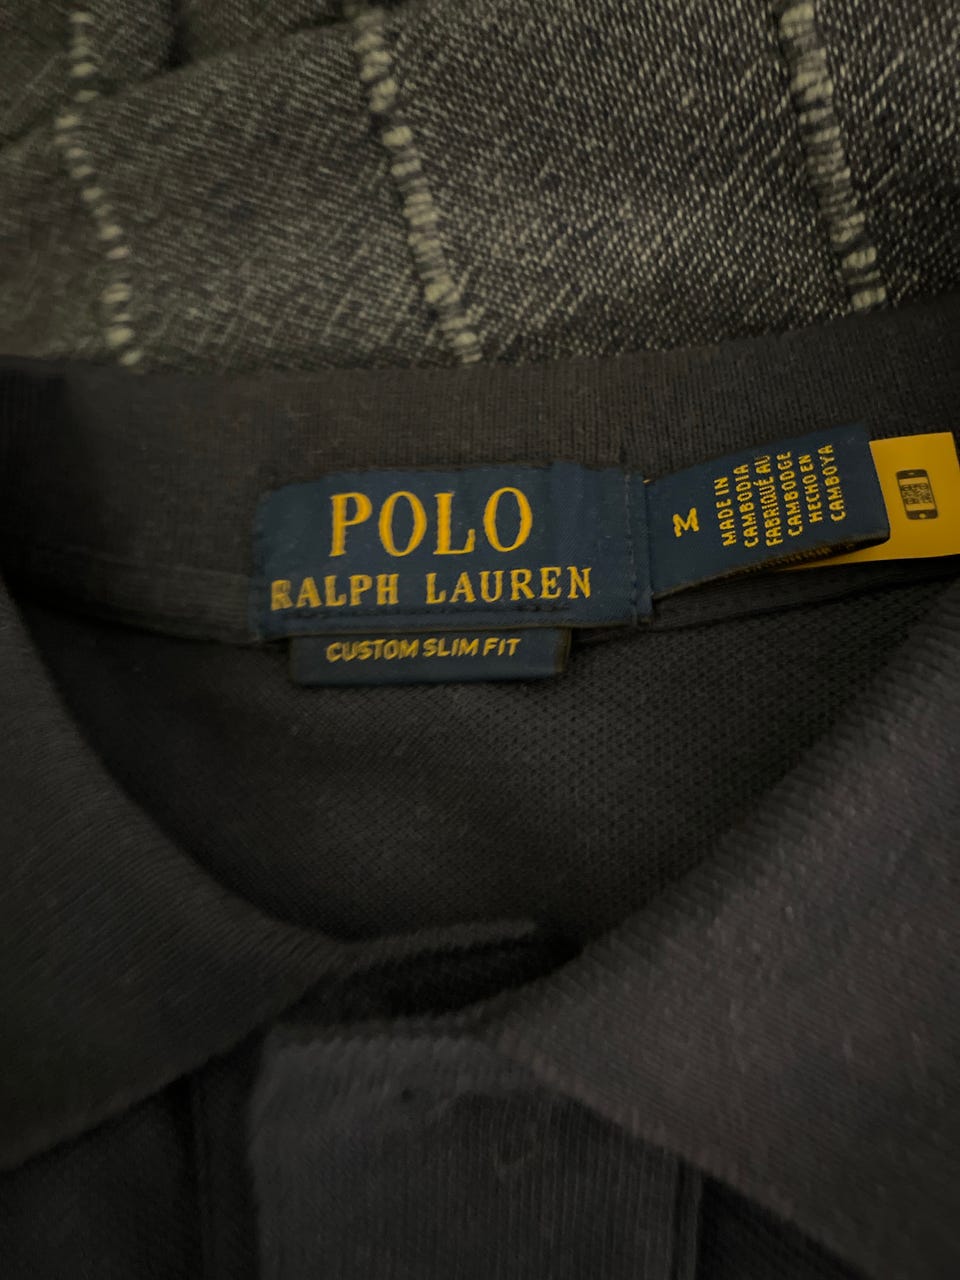 POLO
RALPH LAUREN
CUSTOM SLIM FIT
M
MADE IN
CAMBODIA
FABRIQUÉ AU
CAMBODGE
HECHO EN
CAMBOYA